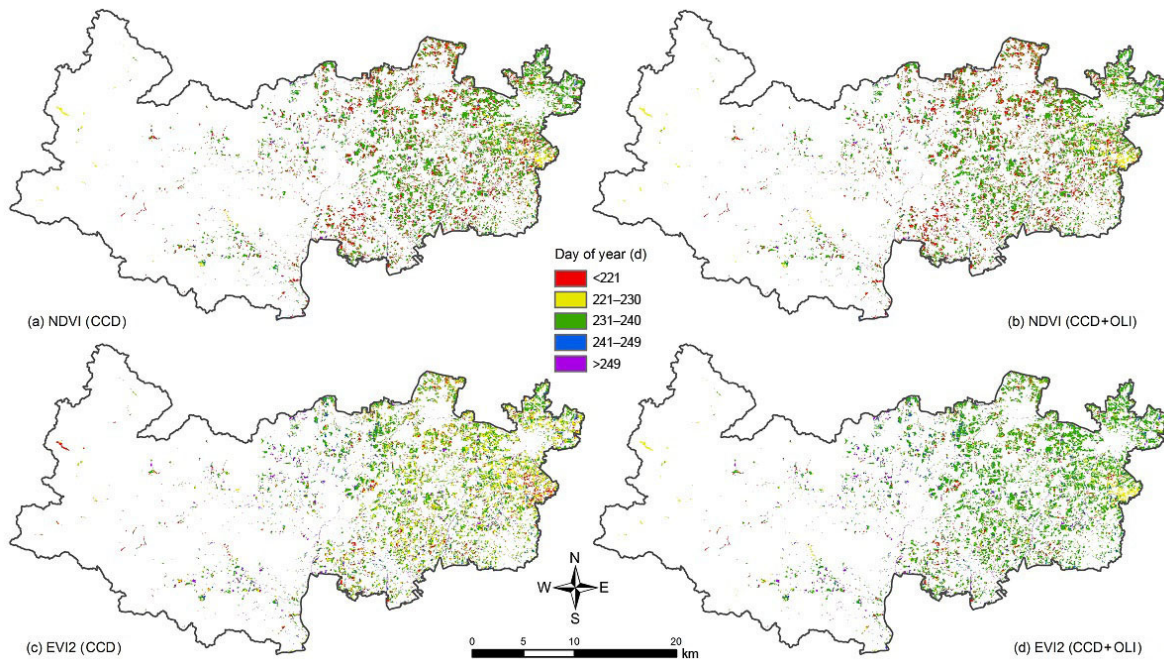 (a) NDVI (CCD)
(b) NDVI (CCD+OLI)
Day of year (d)
<221
221–230
231–240
241–249
>249
(c) EVI2 (CCD)
N
W E
S
0 5 10 20
km
(d) EVI2 (CCD+OLI)